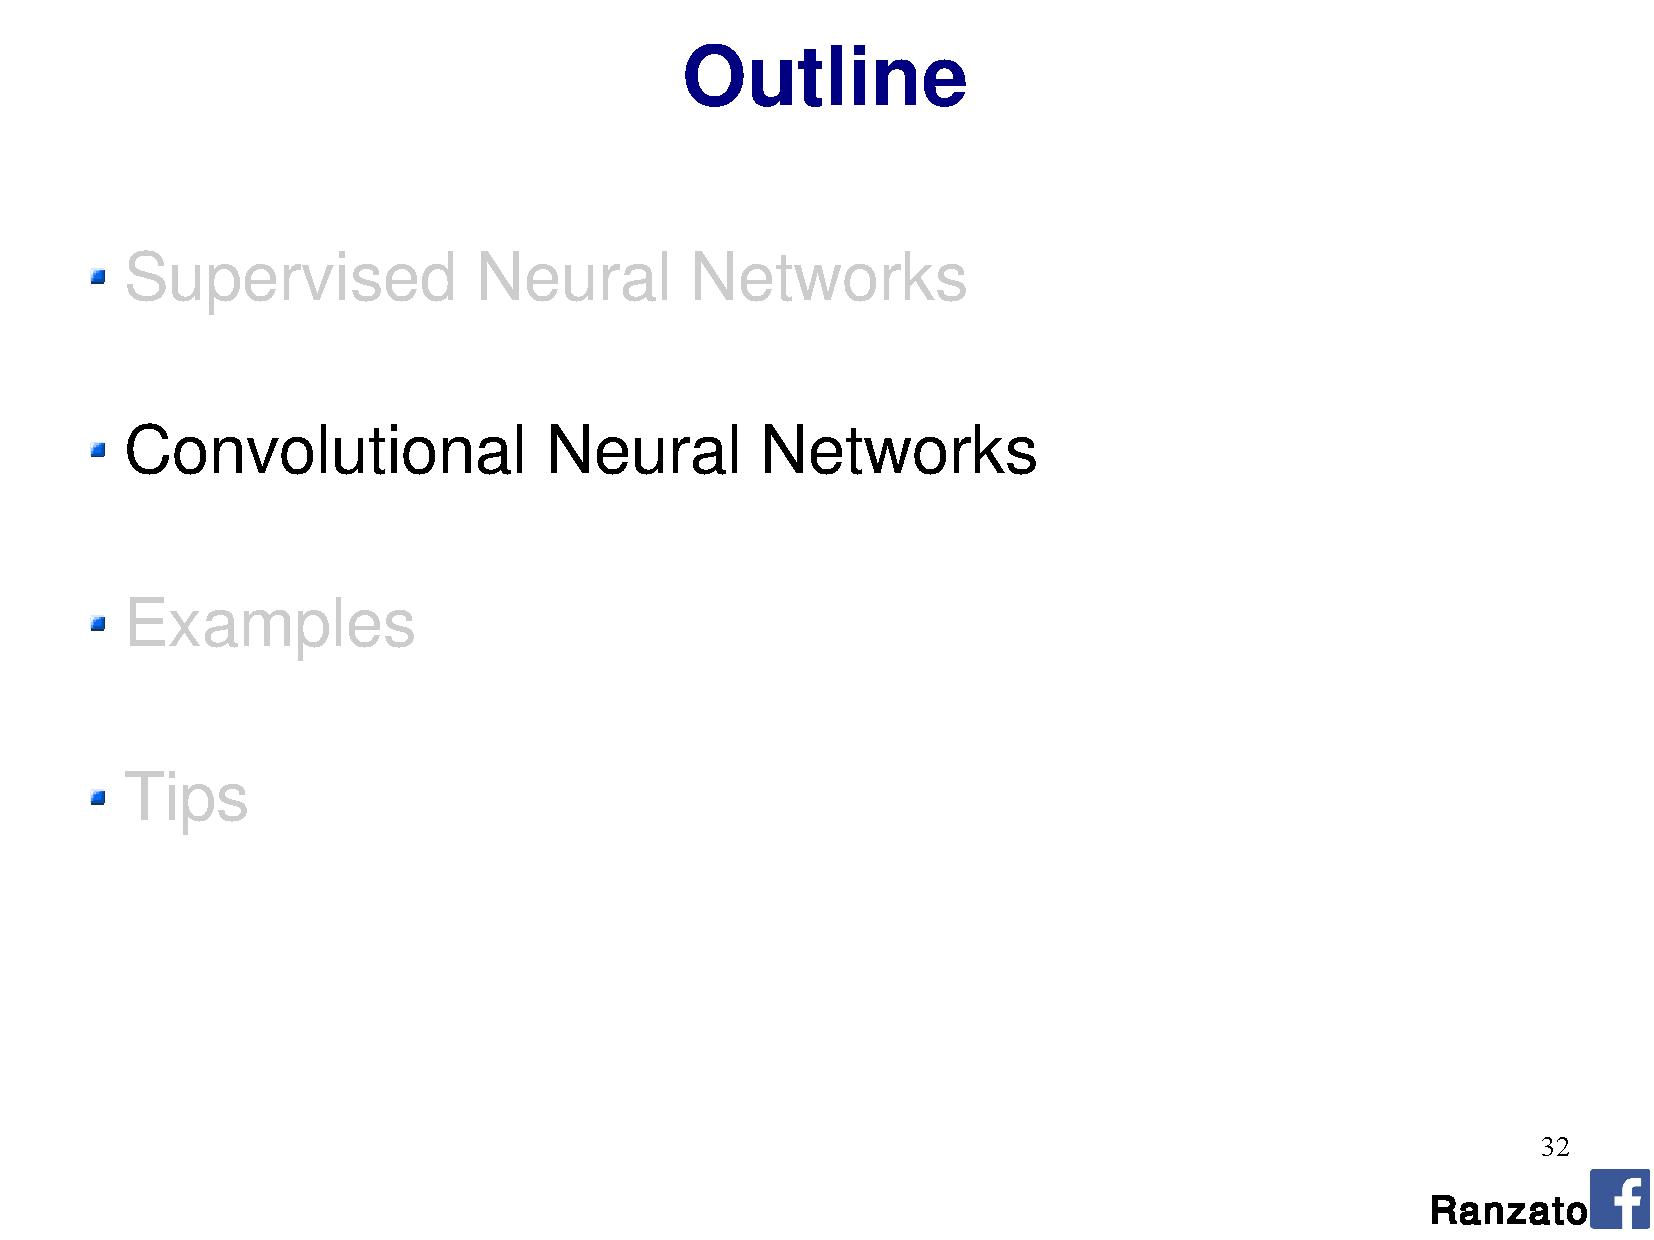 Outline
Supervised Neural Networks
Convolutional Neural Networks
Examples
Tips
32
Ranzato